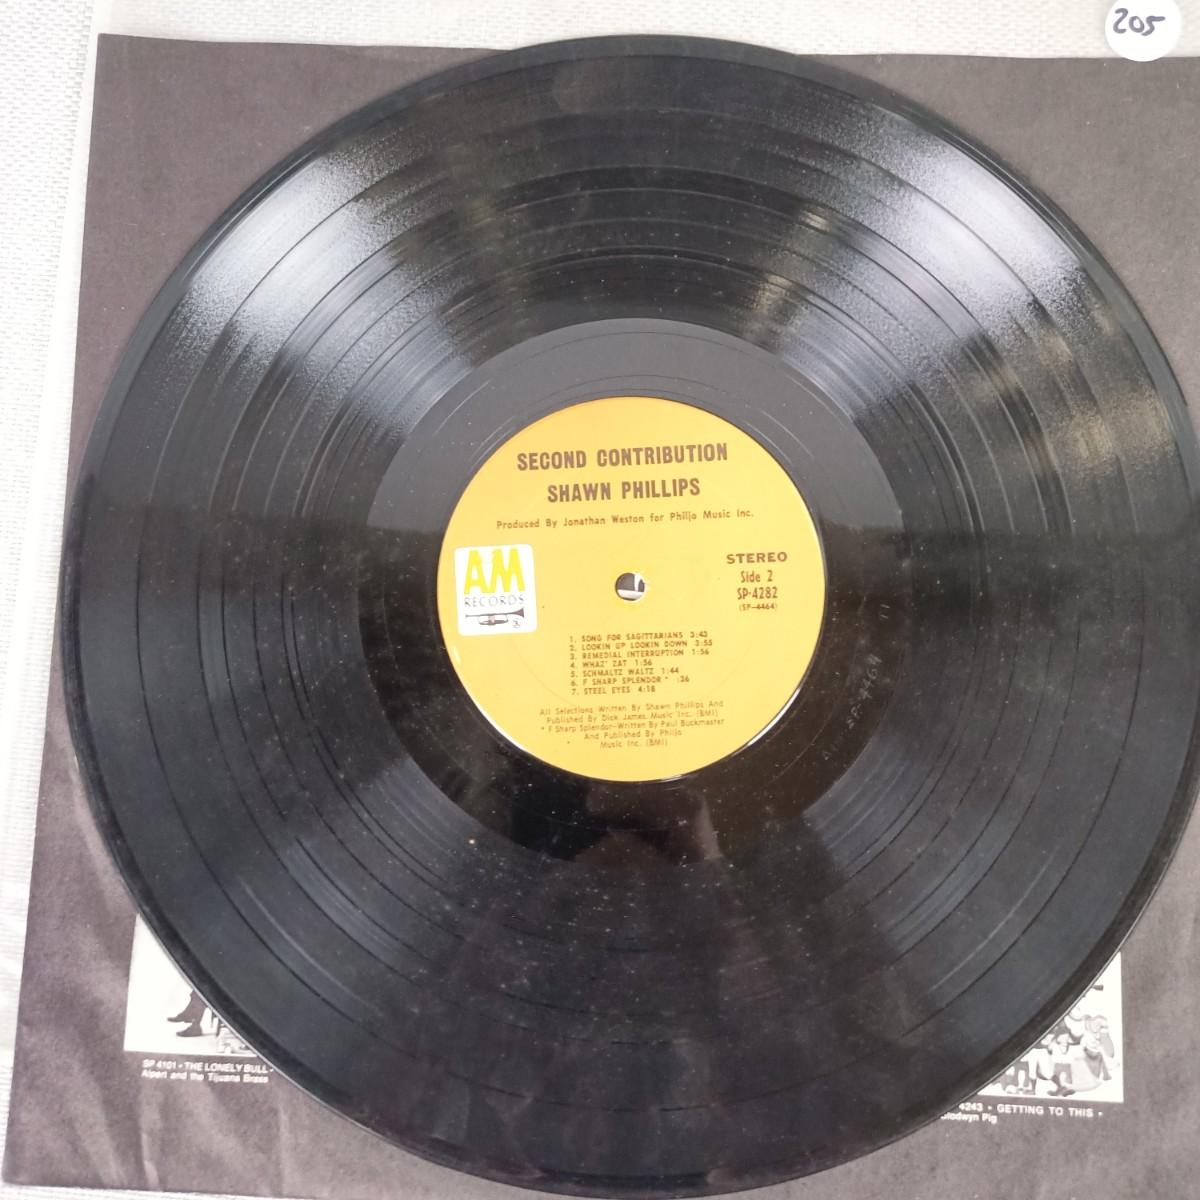 205
SECOND CONTRIBUTION
SHAWN PHILLIPS
Produced By Jonathan Weston for Philjo Music Inc.
A&M
RECORDS
STEREO
Side 2
SP-4282
(SP-4464)
1. SONG FOR SAGITTARIANS 3:43
2. LOOKIN UP LOOKIN DOWN 3:55
3. REMEDIAL INTERRUPTION 1:56
4. WHAZ' ZAT 1:56
5. SCHMALTZ WALTZ 1:44
6. F SHARP SPLENDOR * :36
7. STEEL EYES 4:18
All Selections Written By Shawn Phillips And
Published By Dick James Music Inc. (BMI)
* F Sharp Splendor-Written By Paul Buckmaster
And Published By Philjo
Music Inc. (BMI)
SP 4101 • THE LONELY BULL •
Alpert and the Tijuana Brass
4243 • GETTING TO THIS •
Blodwyn Pig